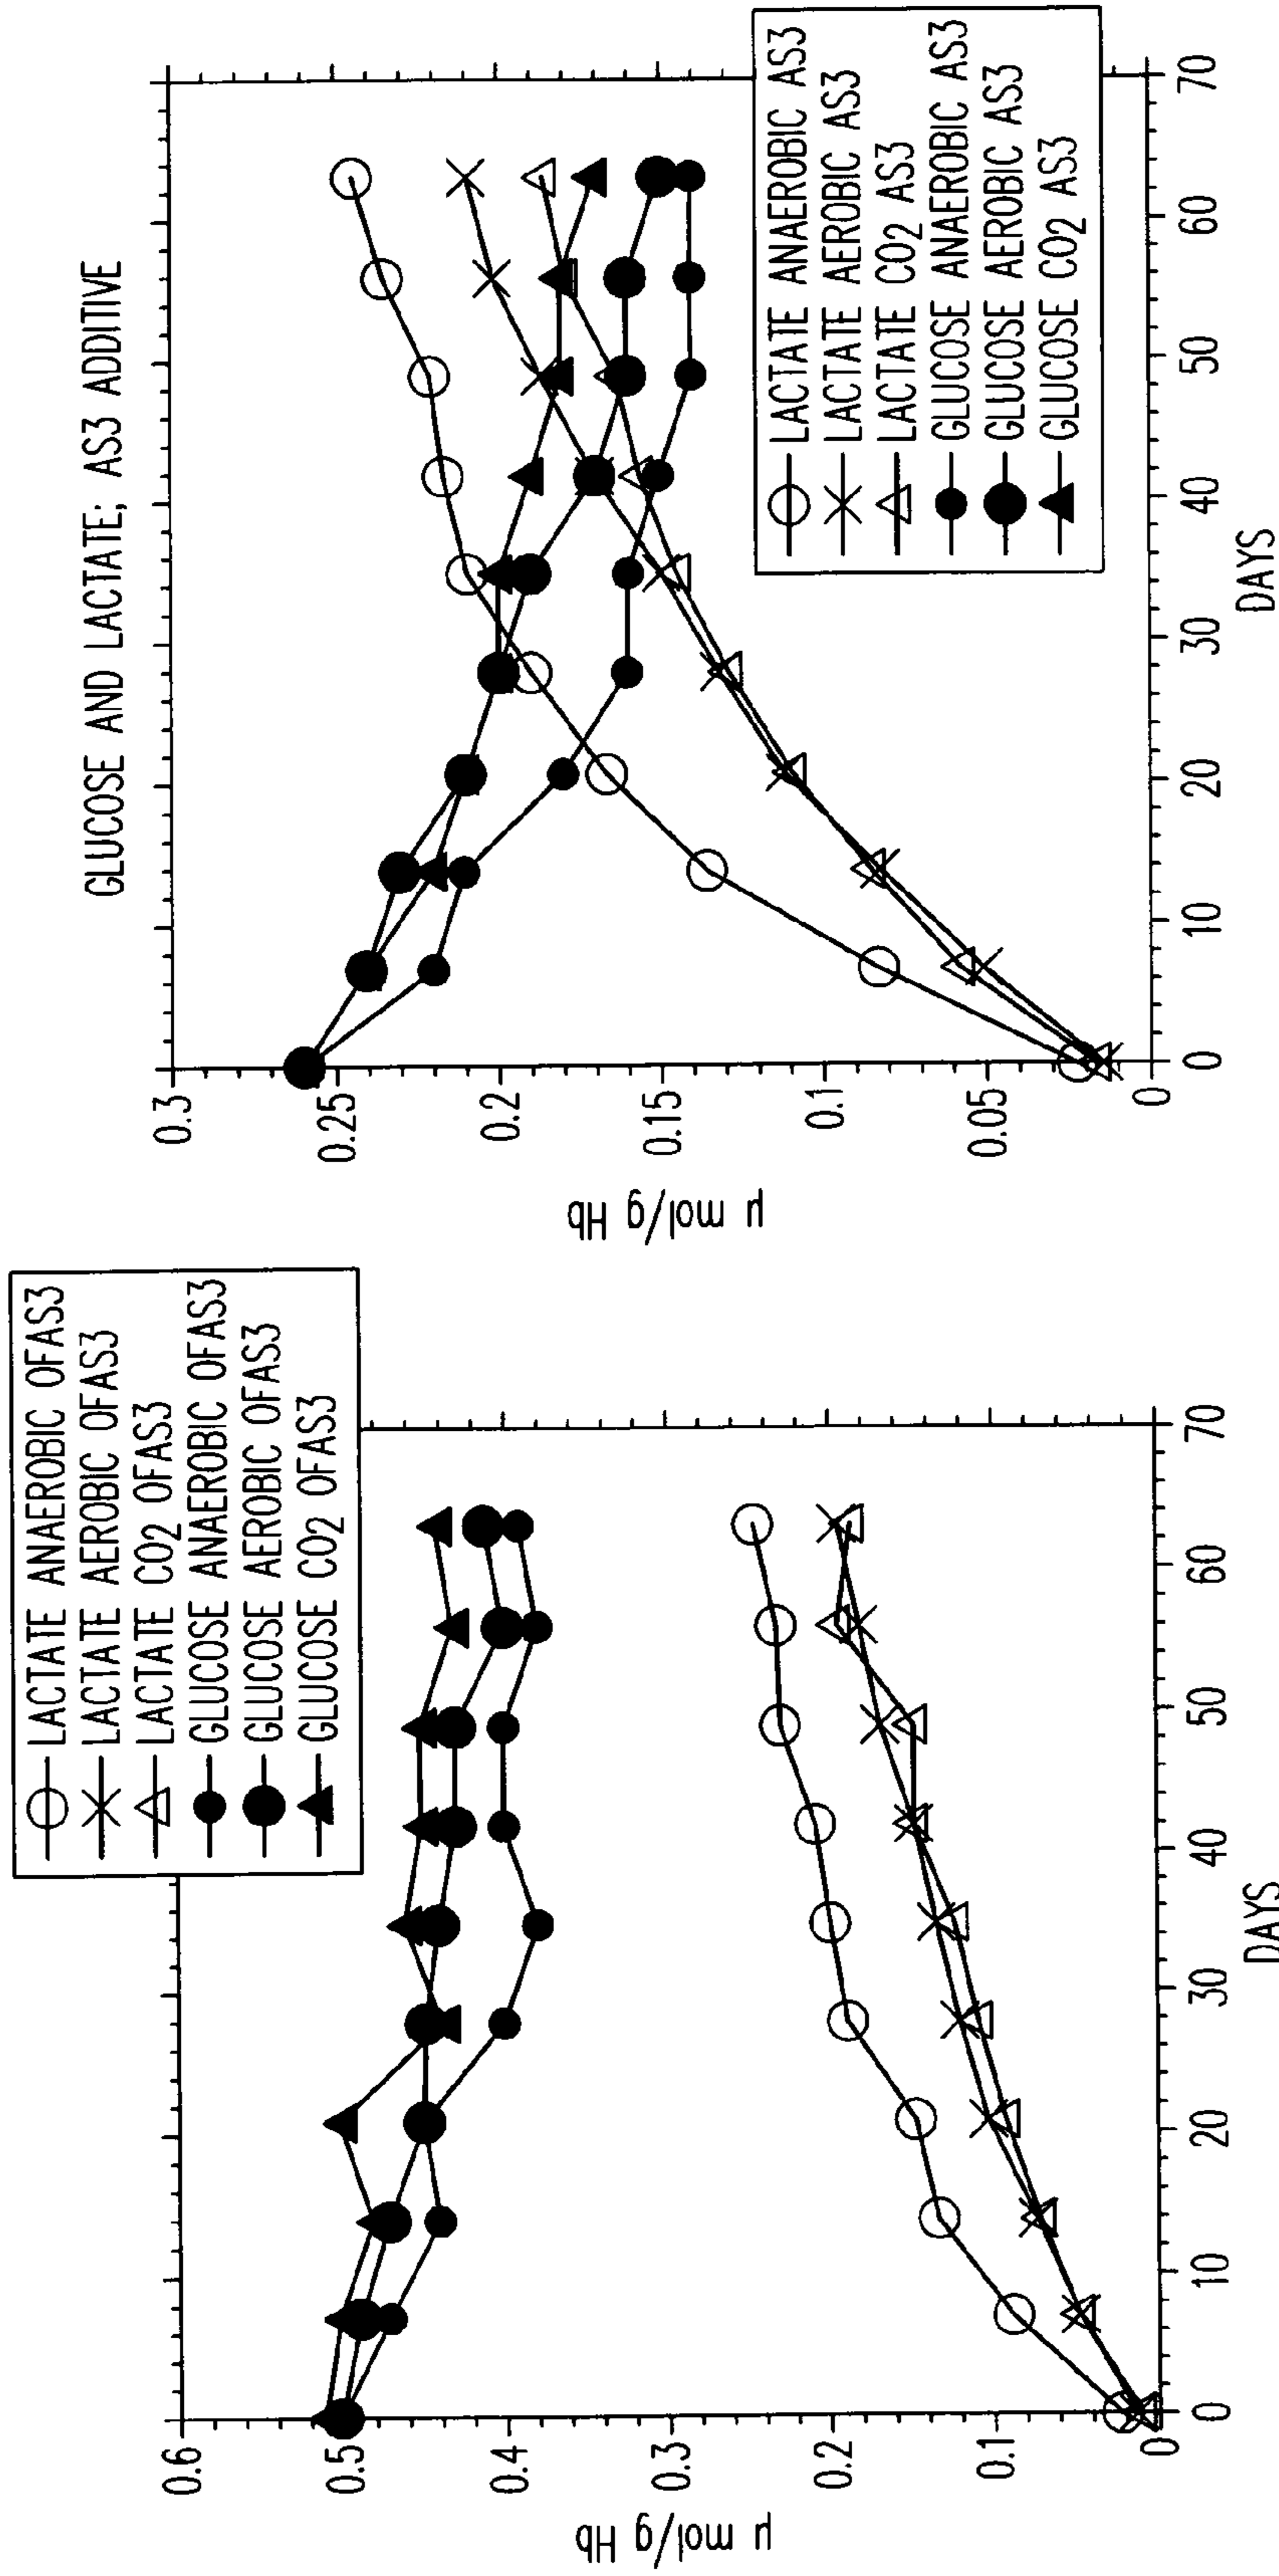 LACTATE ANAEROBIC OFAS3
LACTATE AEROBIC OFAS3
LACTATE CO2 OFAS3
GLUCOSE ANAEROBIC OFAS3
GLUCOSE AEROBIC OFAS3
GLUCOSE CO2 OFAS3
0.6
0.5
0.4
0.3
0.2
0.1
0
μ mol/g Hb
0 10 20 30 40 50 60 70
DAYS
GLUCOSE AND LACTATE; AS3 ADDITIVE
0.3
0.25
0.2
0.15
0.1
0.05
0
μ mol/g Hb
LACTATE ANAEROBIC AS3
LACTATE AEROBIC AS3
LACTATE CO2 AS3
GLUCOSE ANAEROBIC AS3
GLUCOSE AEROBIC AS3
GLUCOSE CO2 AS3
0 10 20 30 40 50 60 70
DAYS